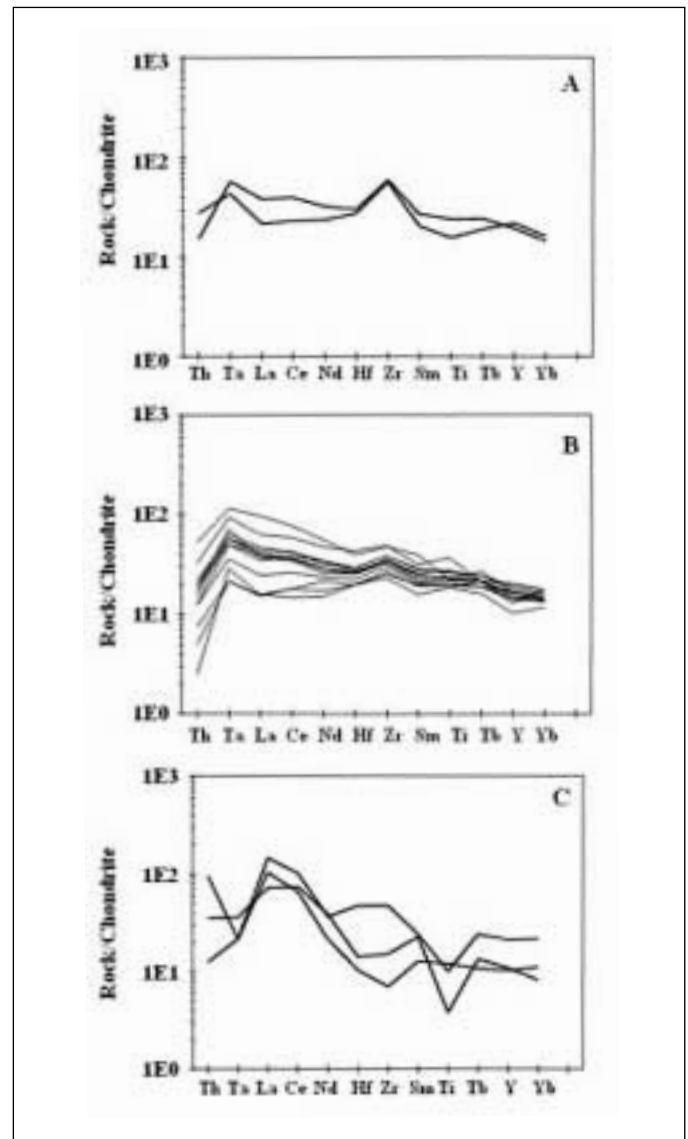 A
1E3
1E2
1E1
1E0
Rock/Chondrite
Th Ta La Ce Nd Hf Zr Sm Ti Tb Y Yb
B
1E3
1E2
1E1
1E0
Rock/Chondrite
Th Ta La Ce Nd Hf Zr Sm Ti Tb Y Yb
C
1E3
1E2
1E1
1E0
Rock/Chondrite
Th Ta La Ce Nd Hf Zr Sm Ti Tb Y Yb